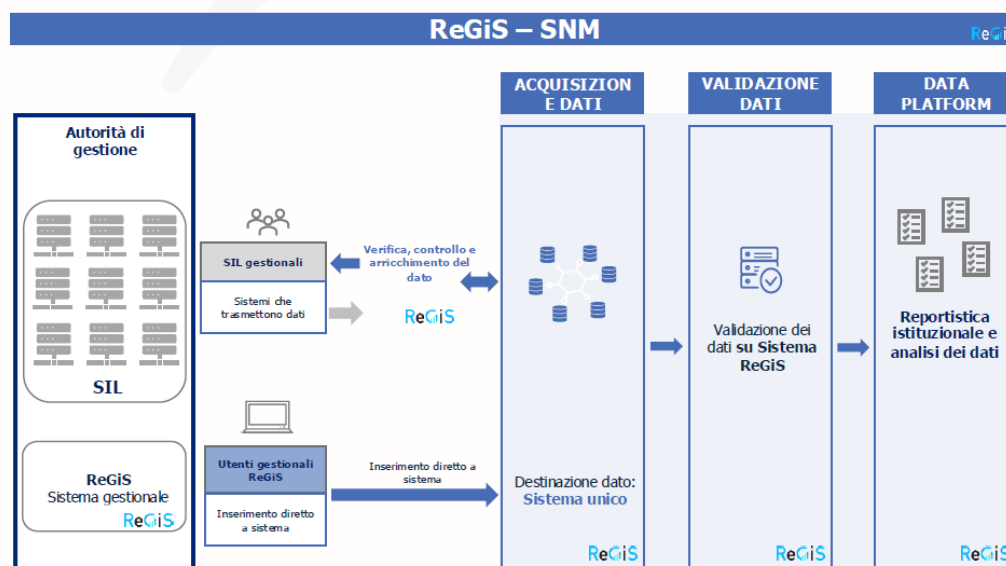 ReGiS – SNM
ReGi
ACQUISIZION
E DATI
VALIDAZIONE
DATI
DATA
PLATFORM
Autorità di
gestione
SIL
ReGiS
Sistema gestionale
ReGiS
SIL gestionali
Sistemi che
trasmettono dati
Verifica, controllo e
arricchimento del
dato
ReGiS
Utenti gestionali
ReGiS
Inserimento diretto
a sistema
Inserimento diretto a
sistema
Destinazione dato:
Sistema unico
ReGiS
Validazione dei
dati su Sistema
ReGiS
ReGiS
Reportistica
istituzionale e
analisi dei dati
ReGiS